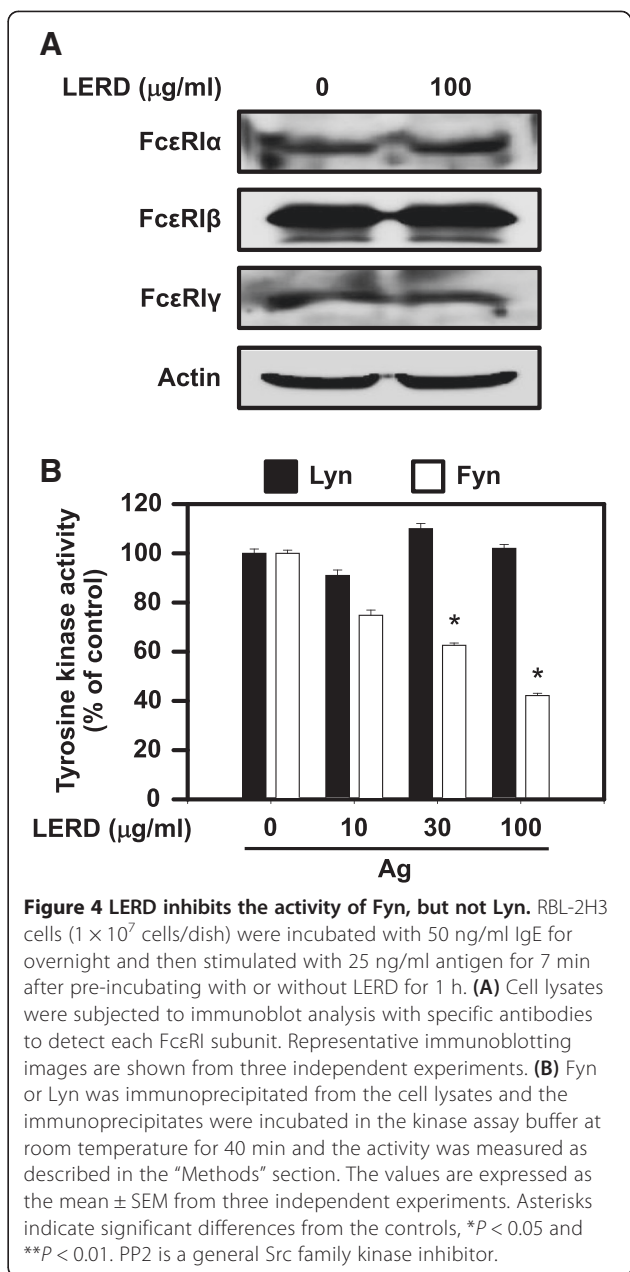 A
LERD (μg/ml) 0 100
FcεRIα
FcεRIβ
FcεRIγ
Actin
B
Lyn Fyn
120
100
80
60
40
20
0
Tyrosine kinase activity
(% of control)
*
*
LERD (μg/ml) 0 10 30 100
Ag
Figure 4 LERD inhibits the activity of Fyn, but not Lyn. RBL-2H3
cells (1 × 10⁷ cells/dish) were incubated with 50 ng/ml IgE for
overnight and then stimulated with 25 ng/ml antigen for 7 min
after pre-incubating with or without LERD for 1 h. (A) Cell lysates
were subjected to immunoblot analysis with specific antibodies
to detect each FcεRI subunit. Representative immunoblotting
images are shown from three independent experiments. (B) Fyn
or Lyn was immunoprecipitated from the cell lysates and the
immunoprecipitates were incubated in the kinase assay buffer at
room temperature for 40 min and the activity was measured as
described in the “Methods” section. The values are expressed as
the mean ± SEM from three independent experiments. Asterisks
indicate significant differences from the controls, *P < 0.05 and
**P < 0.01. PP2 is a general Src family kinase inhibitor.